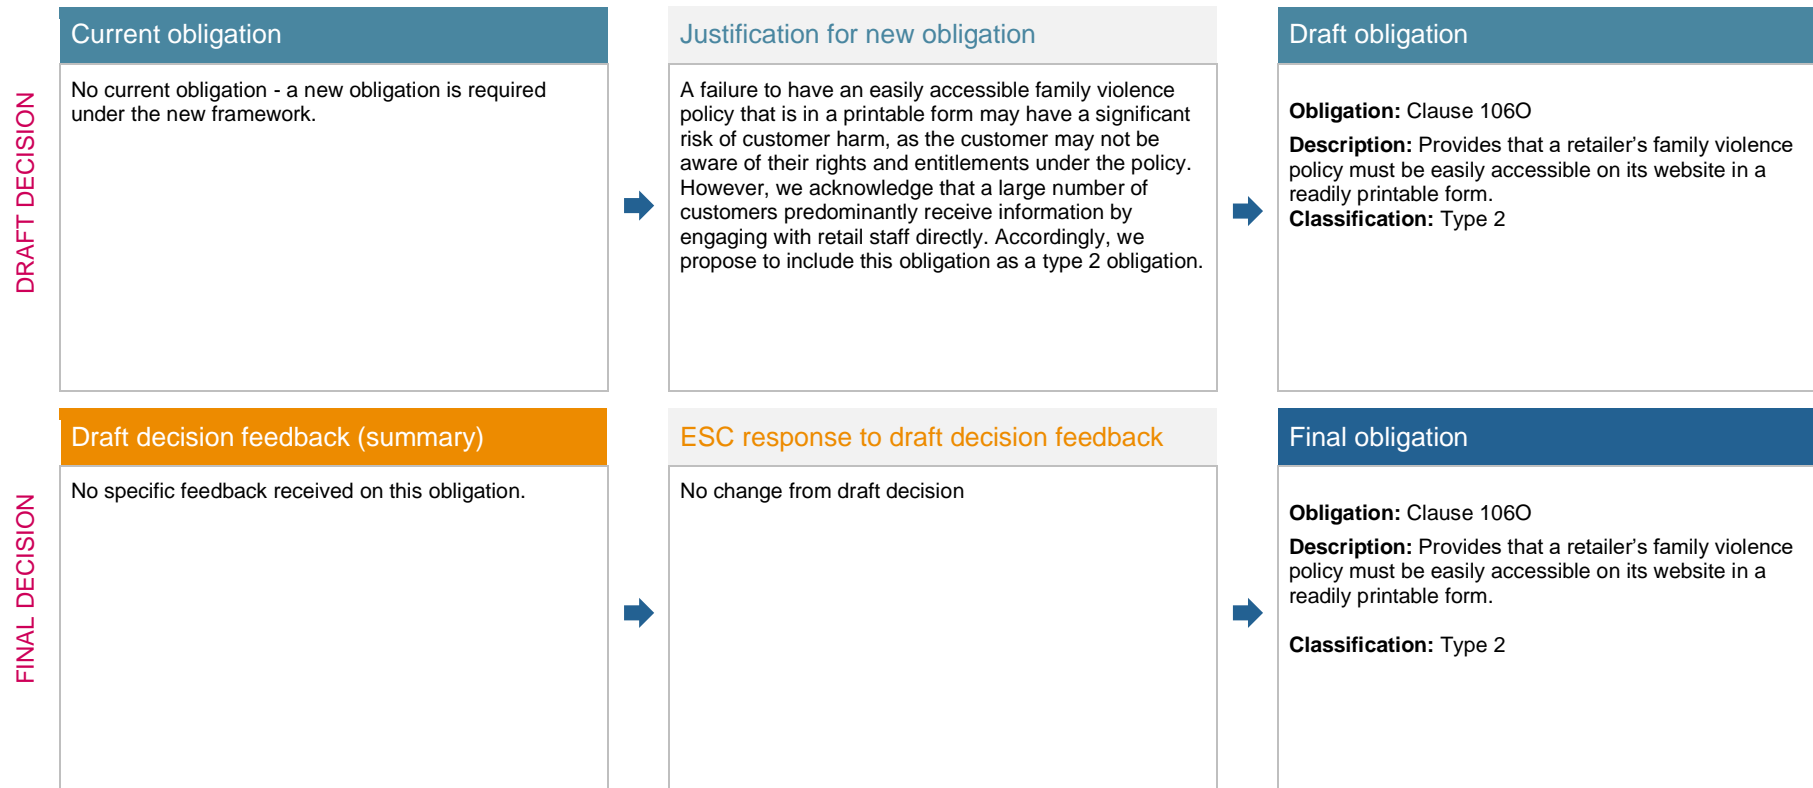 DRAFT DECISION
Current obligation
No current obligation - a new obligation is required
under the new framework.
Justification for new obligation
A failure to have an easily accessible family violence
policy that is in a printable form may have a significant
risk of customer harm, as the customer may not be
aware of their rights and entitlements under the policy.
However, we acknowledge that a large number of
customers predominantly receive information by
engaging with retail staff directly. Accordingly, we
propose to include this obligation as a type 2 obligation.
Draft obligation
Obligation: Clause 106O
Description: Provides that a retailer’s family violence
policy must be easily accessible on its website in a
readily printable form.
Classification: Type 2
FINAL DECISION
Draft decision feedback (summary)
No specific feedback received on this obligation.
ESC response to draft decision feedback
No change from draft decision
Final obligation
Obligation: Clause 106O
Description: Provides that a retailer’s family violence
policy must be easily accessible on its website in a
readily printable form.
Classification: Type 2